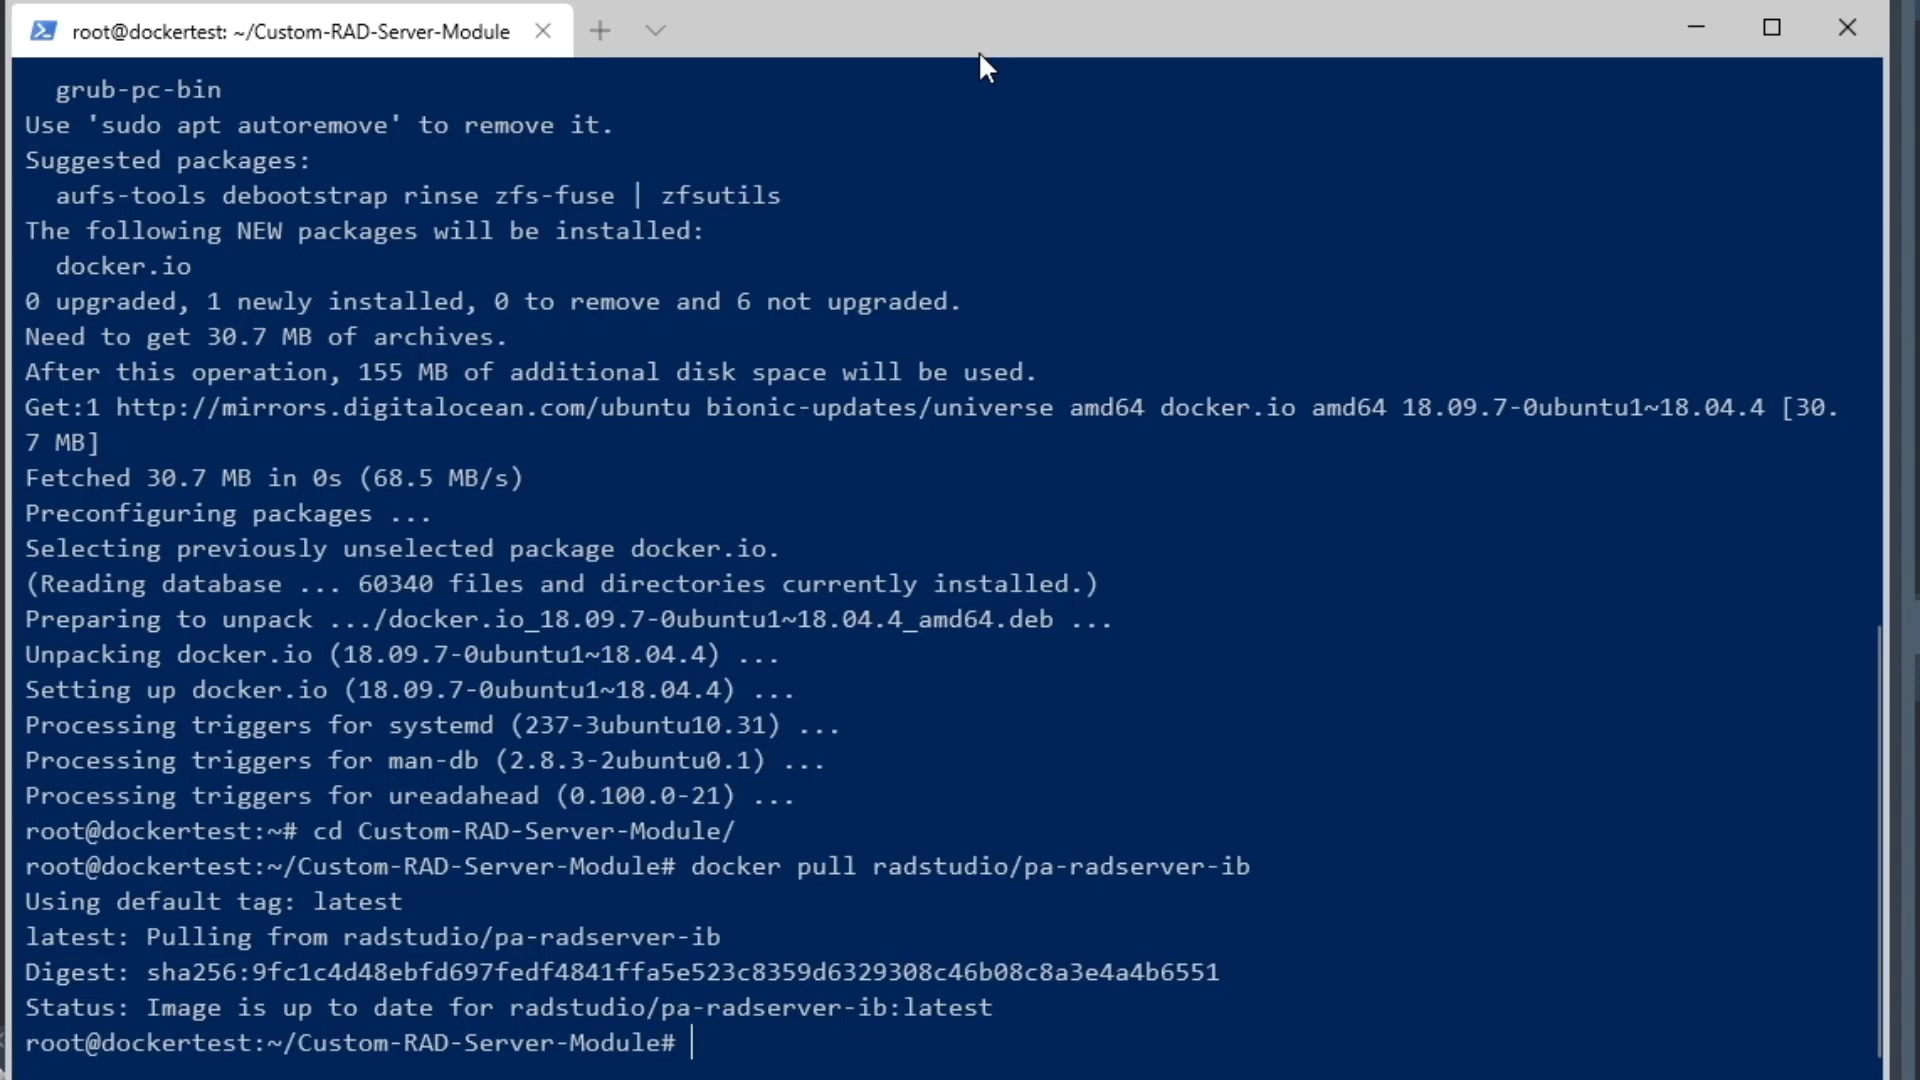 root@dockertest: ~/Custom-RAD-Server-Module
grub-pc-bin
Use 'sudo apt autoremove' to remove it.
Suggested packages:
aufs-tools debootstrap rinse zfs-fuse | zfsutils
The following NEW packages will be installed:
docker.io
0 upgraded, 1 newly installed, 0 to remove and 6 not upgraded.
Need to get 30.7 MB of archives.
After this operation, 155 MB of additional disk space will be used.
Get:1 http://mirrors.digitalocean.com/ubuntu bionic-updates/universe amd64 docker.io amd64 18.09.7-0ubuntu1~18.04.4 [30.
7 MB]
Fetched 30.7 MB in 0s (68.5 MB/s)
Preconfiguring packages ...
Selecting previously unselected package docker.io.
(Reading database ... 60340 files and directories currently installed.)
Preparing to unpack .../docker.io_18.09.7-0ubuntu1~18.04.4_amd64.deb ...
Unpacking docker.io (18.09.7-0ubuntu1~18.04.4) ...
Setting up docker.io (18.09.7-0ubuntu1~18.04.4) ...
Processing triggers for systemd (237-3ubuntu10.31) ...
Processing triggers for man-db (2.8.3-2ubuntu0.1) ...
Processing triggers for ureadahead (0.100.0-21) ...
root@dockertest:~# cd Custom-RAD-Server-Module/
root@dockertest:~/Custom-RAD-Server-Module# docker pull radstudio/pa-radserver-ib
Using default tag: latest
latest: Pulling from radstudio/pa-radserver-ib
Digest: sha256:9fc1c4d48ebfd697fedf4841ffa5e523c8359d6329308c46b08c8a3e4a4b6551
Status: Image is up to date for radstudio/pa-radserver-ib:latest
root@dockertest:~/Custom-RAD-Server-Module#